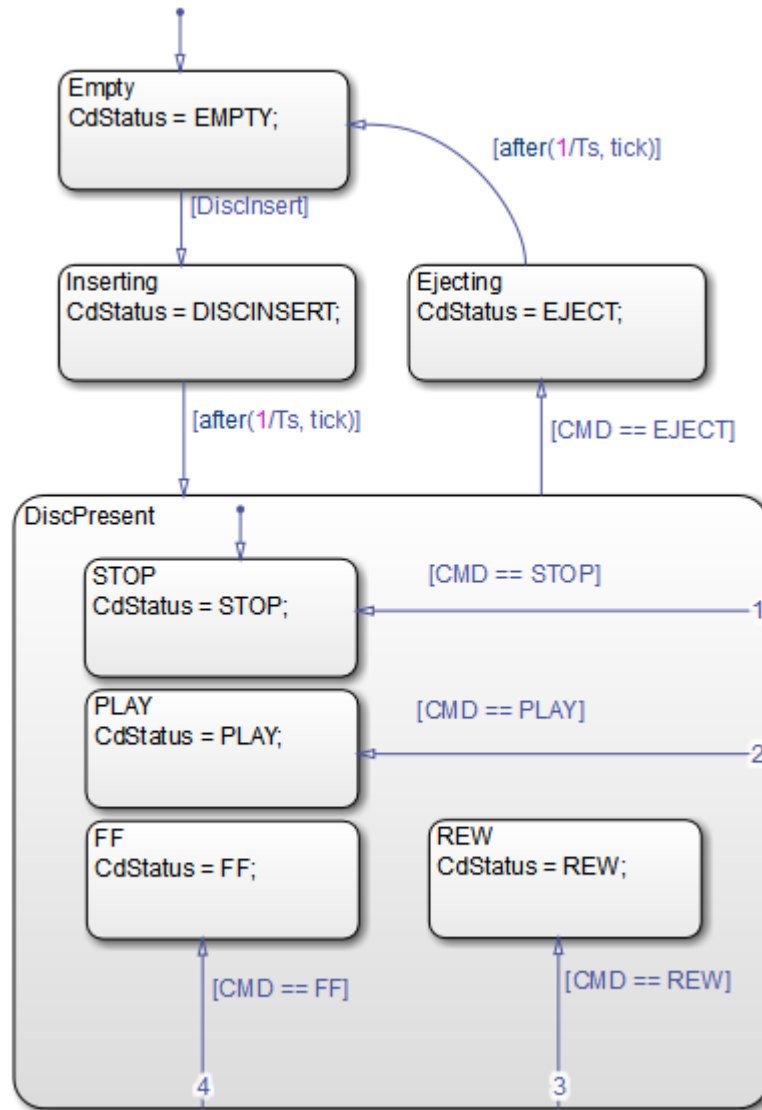 Empty
CdStatus = EMPTY;
[after(1/Ts, tick)]
[DiscInsert]
Inserting
CdStatus = DISCINSERT;
Ejecting
CdStatus = EJECT;
[after(1/Ts, tick)]
[CMD == EJECT]
DiscPresent
STOP
CdStatus = STOP;
[CMD == STOP]
1
PLAY
CdStatus = PLAY;
[CMD == PLAY]
2
FF
CdStatus = FF;
REW
CdStatus = REW;
[CMD == FF]
[CMD == REW]
4
3